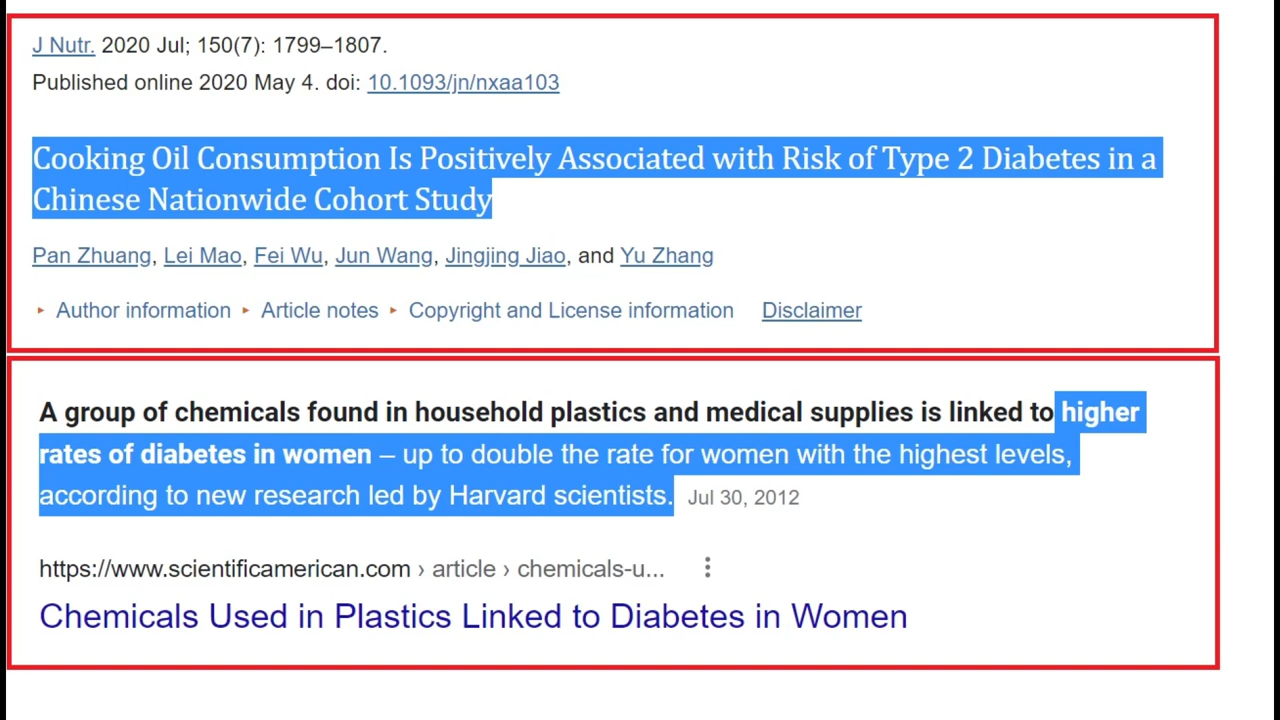 J Nutr. 2020 Jul; 150(7): 1799–1807.
Published online 2020 May 4. doi: 10.1093/jn/nxaa103
Cooking Oil Consumption Is Positively Associated with Risk of Type 2 Diabetes in a
Chinese Nationwide Cohort Study
Pan Zhuang, Lei Mao, Fei Wu, Jun Wang, Jingjing Jiao, and Yu Zhang
▸ Author information ▸ Article notes ▸ Copyright and License information Disclaimer
A group of chemicals found in household plastics and medical supplies is linked to higher
rates of diabetes in women – up to double the rate for women with the highest levels,
according to new research led by Harvard scientists. Jul 30, 2012
https://www.scientificamerican.com › article › chemicals-u...
Chemicals Used in Plastics Linked to Diabetes in Women